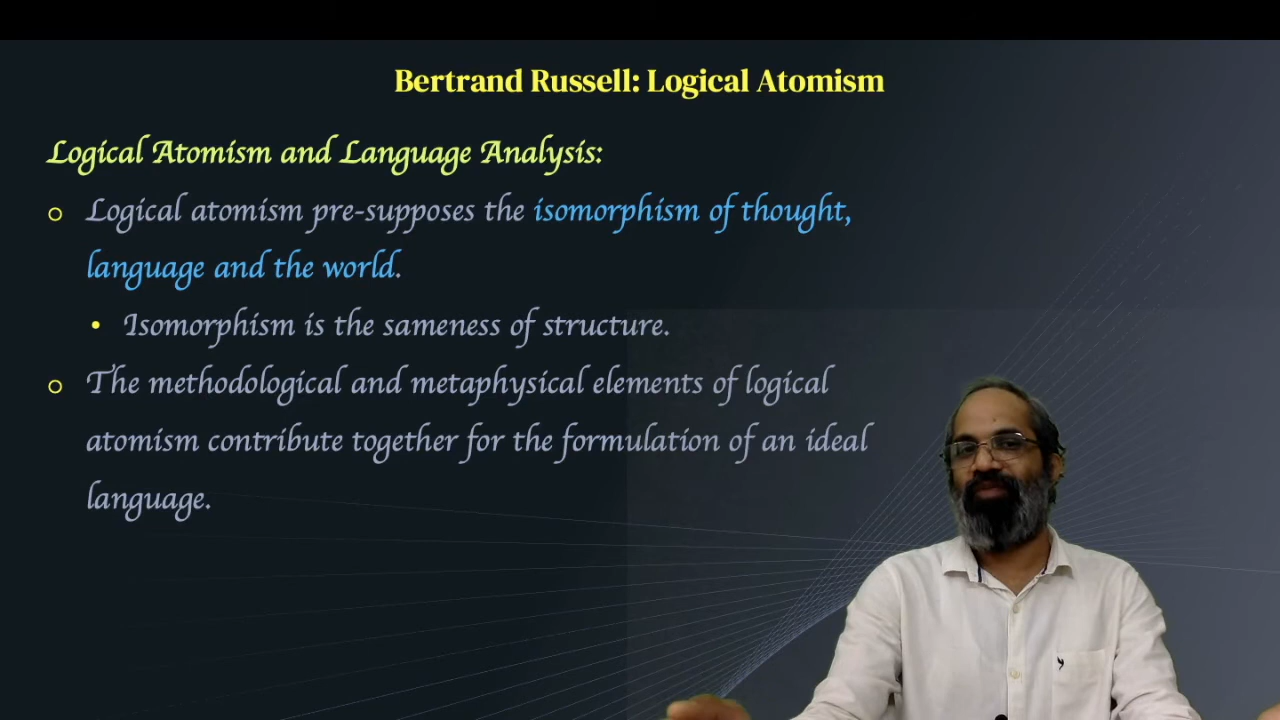 Bertrand Russell: Logical Atomism
Logical Atomism and Language Analysis:
Logical atomism pre-supposes the isomorphism of thought,
language and the world.
Isomorphism is the sameness of structure.
The methodological and metaphysical elements of logical
atomism contribute together for the formulation of an ideal
language.